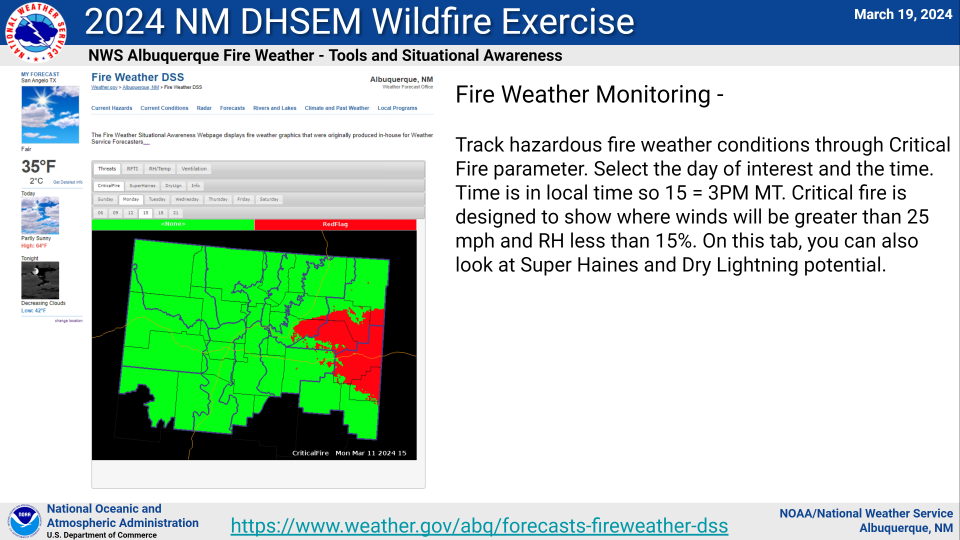 2024 NM DHSEM Wildfire Exercise
March 19, 2024
NWS Albuquerque Fire Weather - Tools and Situational Awareness
NATIONAL WEATHER SERVICE
MY FORECAST
San Angelo TX
Fair
35°F
2°C
Get Detailed Info
Today
Partly Sunny
High: 64°F
Tonight
Decreasing Clouds
Low: 42°F
change location
Fire Weather DSS
Weather.gov > Albuquerque, NM > Fire Weather DSS
Albuquerque, NM
Weather Forecast Office
Current Hazards Current Conditions Radar Forecasts Rivers and Lakes Climate and Past Weather Local Programs
The Fire Weather Situational Awareness Webpage displays fire weather graphics that were originally produced in-house for Weather
Service Forecasters...
Threats RFTI RH/Temp Ventilation
CriticalFire SuperHaines DryLtgn Info
Sunday Monday Tuesday Wednesday Thursday Friday Saturday
06 09 12 15 18 21
<None> RedFlag
CriticalFire Mon Mar 11 2024 15
Fire Weather Monitoring -
Track hazardous fire weather conditions through Critical
Fire parameter. Select the day of interest and the time.
Time is in local time so 15 = 3PM MT. Critical fire is
designed to show where winds will be greater than 25
mph and RH less than 15%. On this tab, you can also
look at Super Haines and Dry Lightning potential.
NOAA
National Oceanic and
Atmospheric Administration
U.S. Department of Commerce
https://www.weather.gov/abq/forecasts-fireweather-dss
NOAA/National Weather Service
Albuquerque, NM